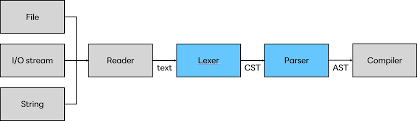 File
I/O stream
String
Reader
text
Lexer
CST
Parser
AST
Compiler